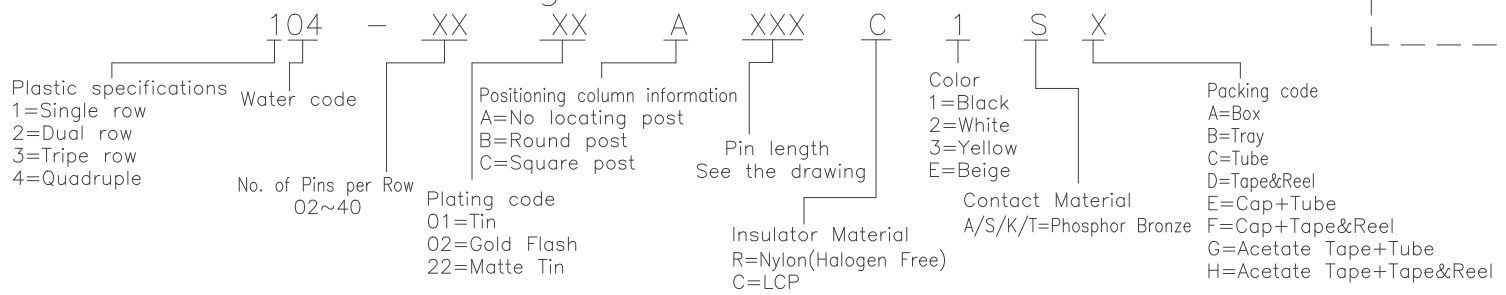 104 - XX XX A XXX C 1 S X
Plastic specifications
1=Single row
2=Dual row
3=Tripe row
4=Quadruple
Water code
No. of Pins per Row
02~40
Plating code
01=Tin
02=Gold Flash
22=Matte Tin
Positioning column information
A=No locating post
B=Round post
C=Square post
Pin length
See the drawing
Insulator Material
R=Nylon(Halogen Free)
C=LCP
Color
1=Black
2=White
3=Yellow
E=Beige
Contact Material
A/S/K/T=Phosphor Bronze
Packing code
A=Box
B=Tray
C=Tube
D=Tape&Reel
E=Cap+Tube
F=Cap+Tape&Reel
G=Acetate Tape+Tube
H=Acetate Tape+Tape&Reel